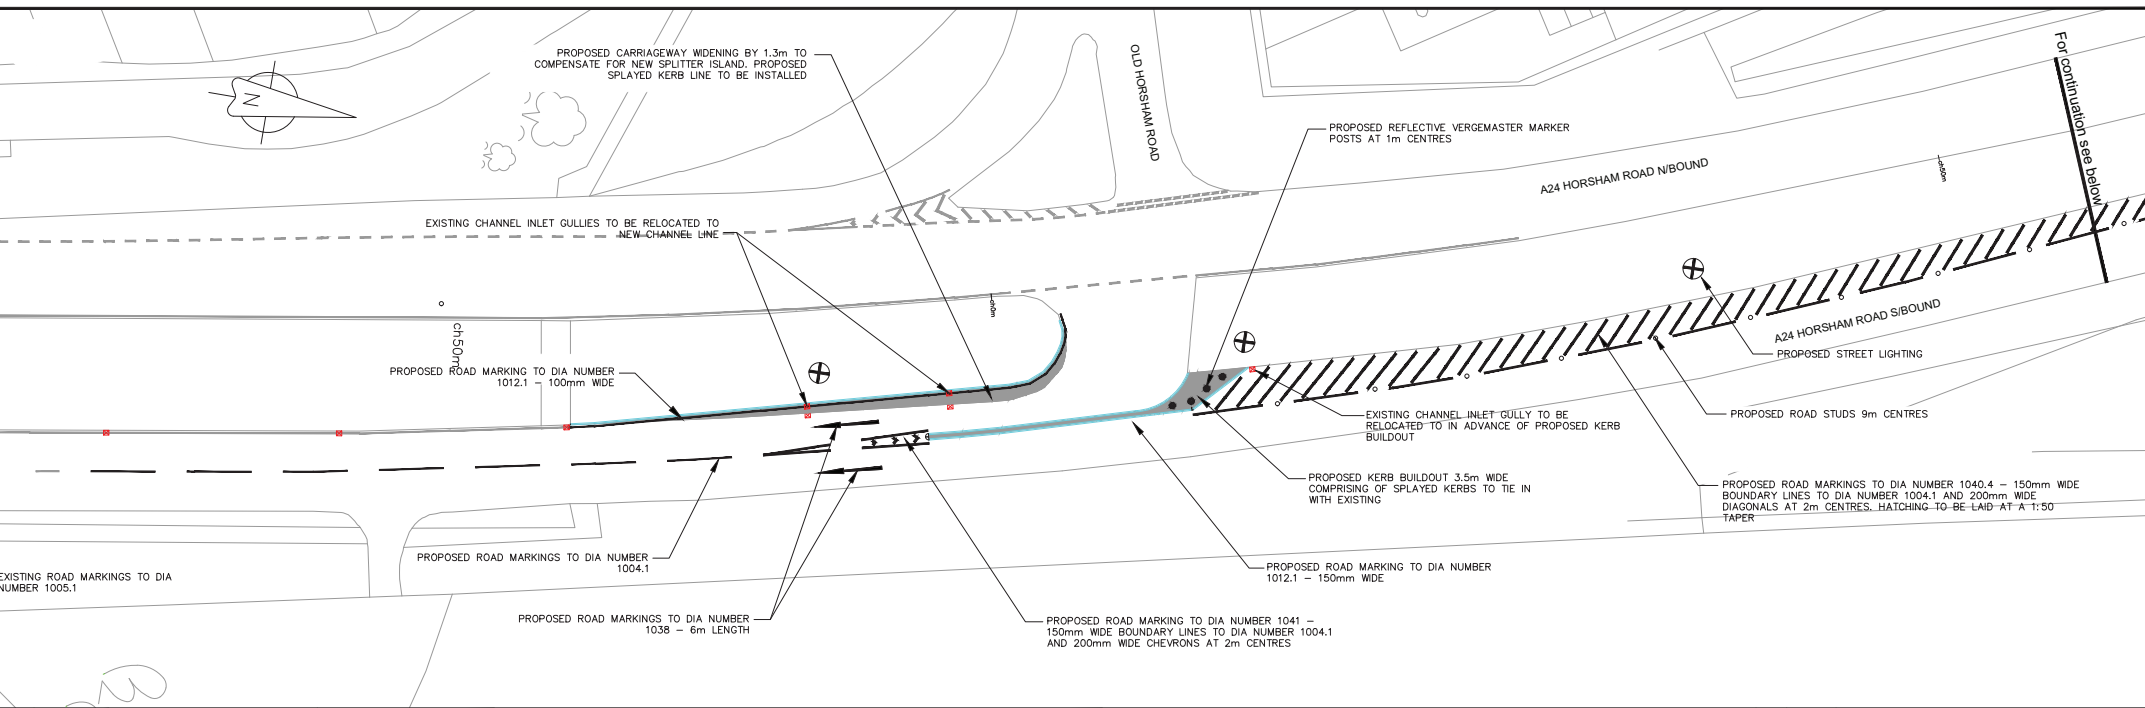 PROPOSED CARRIAGEWAY WIDENING BY 1.3m TO
COMPENSATE FOR NEW SPLITTER ISLAND. PROPOSED
SPLAYED KERB LINE TO BE INSTALLED
OLD HORSHAM ROAD
For continuation see below
N
PROPOSED REFLECTIVE VERGEMASTER MARKER
POSTS AT 1m CENTRES
A24 HORSHAM ROAD N/BOUND
ch50m
EXISTING CHANNEL INLET GULLIES TO BE RELOCATED TO
NEW CHANNEL LINE
ch0m
ch50m
A24 HORSHAM ROAD S/BOUND
PROPOSED STREET LIGHTING
PROPOSED ROAD MARKING TO DIA NUMBER
1012.1 - 100mm WIDE
EXISTING CHANNEL INLET GULLY TO BE
RELOCATED TO IN ADVANCE OF PROPOSED KERB
BUILDOUT
PROPOSED ROAD STUDS 9m CENTRES
PROPOSED KERB BUILDOUT 3.5m WIDE
COMPRISING OF SPLAYED KERBS TO TIE IN
WITH EXISTING
PROPOSED ROAD MARKINGS TO DIA NUMBER 1040.4 - 150mm WIDE
BOUNDARY LINES TO DIA NUMBER 1004.1 AND 200mm WIDE
DIAGONALS AT 2m CENTRES. HATCHING TO BE LAID AT A 1:50
TAPER
PROPOSED ROAD MARKINGS TO DIA NUMBER
1004.1
EXISTING ROAD MARKINGS TO DIA
NUMBER 1005.1
PROPOSED ROAD MARKING TO DIA NUMBER
1012.1 - 150mm WIDE
PROPOSED ROAD MARKINGS TO DIA NUMBER
1038 - 6m LENGTH
PROPOSED ROAD MARKING TO DIA NUMBER 1041 -
150mm WIDE BOUNDARY LINES TO DIA NUMBER 1004.1
AND 200mm WIDE CHEVRONS AT 2m CENTRES